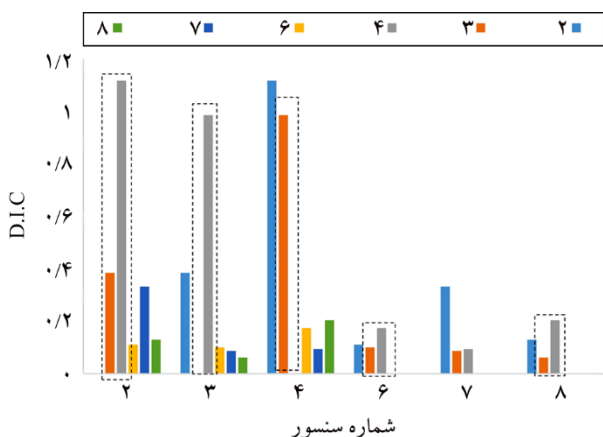 ۸ ۷ ۶ ۴ ۳ ۲
۱/۲
۱
۰/۸
۰/۶
۰/۴
۰/۲
۰
D.I.C
۲ ۳ ۴ ۶ ۷ ۸
شماره سنسور